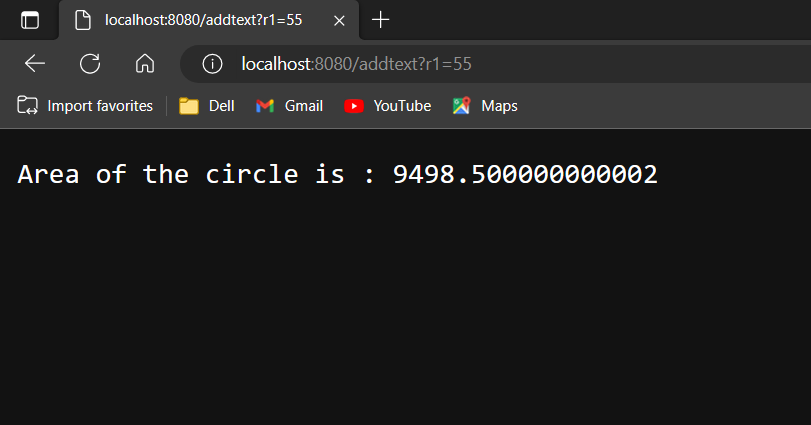 localhost:8080/addtext?r1=55
localhost:8080/addtext?r1=55
Import favorites Dell Gmail YouTube Maps
Area of the circle is : 9498.500000000002